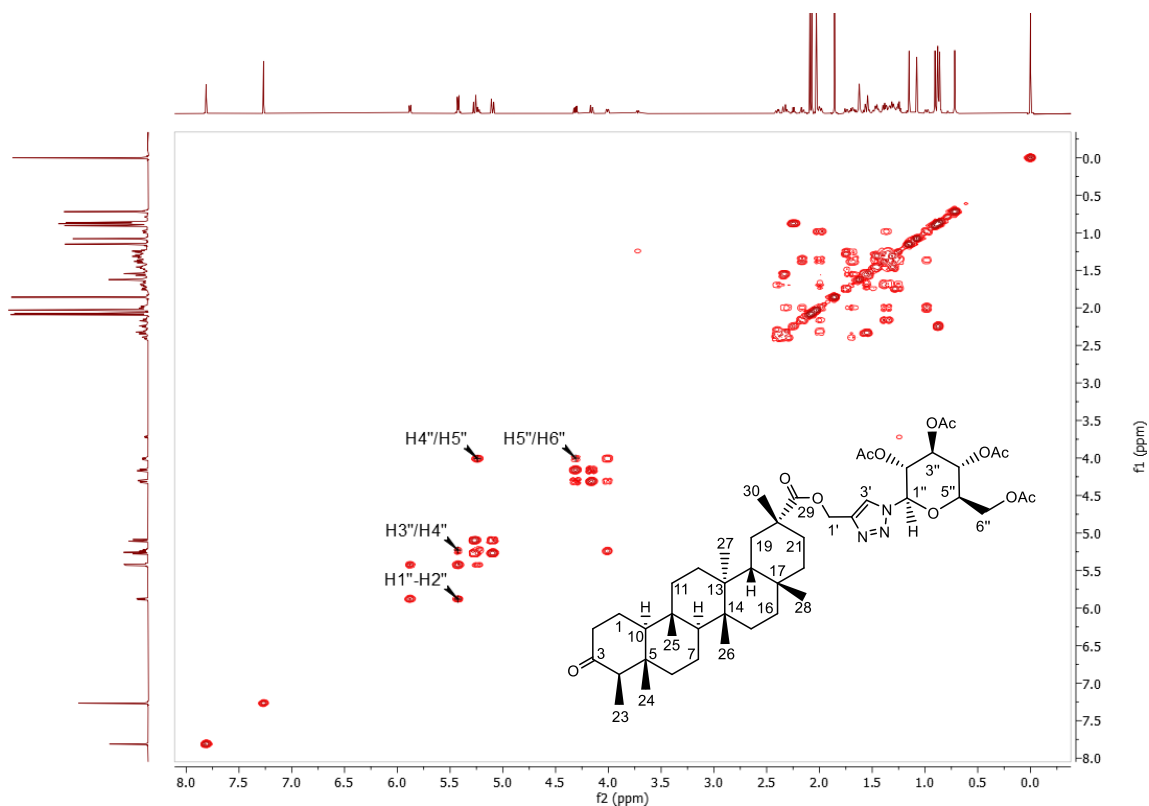 0.0
0.5
1.0
1.5
2.0
2.5
3.0
3.5
4.0
4.5
5.0
5.5
6.0
6.5
7.0
7.5
8.0
f1 (ppm)
H4"/H5"
H5"/H6"
H3"/H4"
H1"-H2"
OAc
AcO
3"
OAc
O
30
3'
1"
5"
OAc
29
O
N
H
O
6"
1'
N
N
27
19
21
11
13
17
H
28
H
H
14
16
1
10
25
26
7
O
3
5
24
23
8.0 7.5 7.0 6.5 6.0 5.5 5.0 4.5 4.0 3.5 3.0 2.5 2.0 1.5 1.0 0.5 0.0
f2 (ppm)